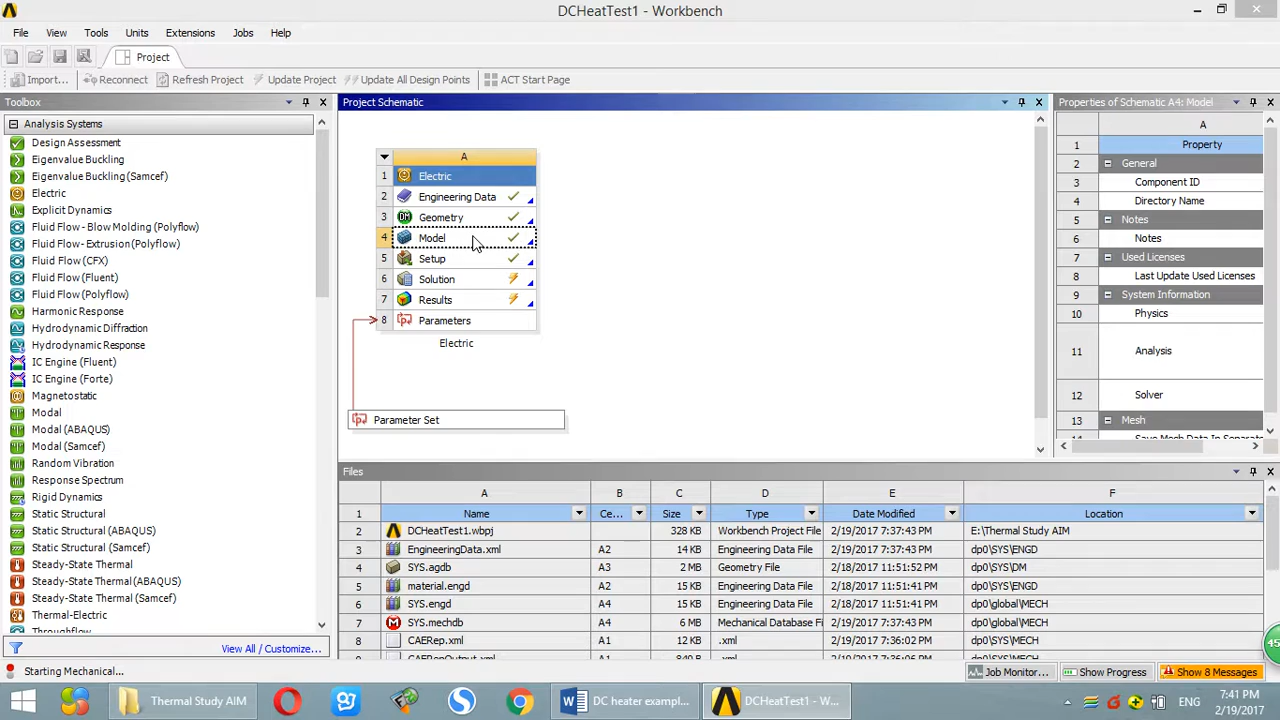 DCHeatTest1 - Workbench
File View Tools Units Extensions Jobs Help
Project
Import... Reconnect Refresh Project Update Project Update All Design Points ACT Start Page
Toolbox
Analysis Systems
Design Assessment
Eigenvalue Buckling
Eigenvalue Buckling (Samcef)
Electric
Explicit Dynamics
Fluid Flow - Blow Molding (Polyflow)
Fluid Flow - Extrusion (Polyflow)
Fluid Flow (CFX)
Fluid Flow (Fluent)
Fluid Flow (Polyflow)
Harmonic Response
Hydrodynamic Diffraction
Hydrodynamic Response
IC Engine (Fluent)
IC Engine (Forte)
Magnetostatic
Modal
Modal (ABAQUS)
Modal (Samcef)
Random Vibration
Response Spectrum
Rigid Dynamics
Static Structural
Static Structural (ABAQUS)
Static Structural (Samcef)
Steady-State Thermal
Steady-State Thermal (ABAQUS)
Steady-State Thermal (Samcef)
Thermal-Electric
Throughflow
View All / Customize...
Project Schematic
A
1 Electric
2 Engineering Data
3 Geometry
4 Model
5 Setup
6 Solution
7 Results
8 Parameters
Electric
Parameter Set
Properties of Schematic A4: Model
A
1 Property
2 General
3 Component ID
4 Directory Name
5 Notes
6 Notes
7 Used Licenses
8 Last Update Used Licenses
9 System Information
10 Physics
11 Analysis
12 Solver
13 Mesh
Files
A B C D E F
1 Name Ce... Size Type Date Modified Location
2 DCHeatTest1.wbpj 328 KB Workbench Project File 2/19/2017 7:37:43 PM E:\Thermal Study AIM
3 EngineeringData.xml A2 14 KB Engineering Data File 2/19/2017 7:37:43 PM dp0\SYS\ENGD
4 SYS.agdb A3 2 MB Geometry File 2/18/2017 11:51:52 PM dp0\SYS\DM
5 material.engd A2 15 KB Engineering Data File 2/18/2017 11:51:41 PM dp0\SYS\ENGD
6 SYS.engd A4 15 KB Engineering Data File 2/18/2017 11:51:41 PM dp0\global\MECH
7 SYS.mechdb A4 6 MB Mechanical Database Fi 2/19/2017 7:37:43 PM dp0\global\MECH
8 CAERep.xml A1 12 KB .xml 2/19/2017 7:36:02 PM dp0\SYS\MECH
CAERepOutput.xml A1 849 B .xml 2/19/2017 7:36:06 PM dp0\SYS\MECH
45
Starting Mechanical...
Job Monitor... Show Progress Show 8 Messages
Thermal Study AIM
DC heater exampl...
DCHeatTest1 - W...
ENG
7:41 PM
2/19/2017